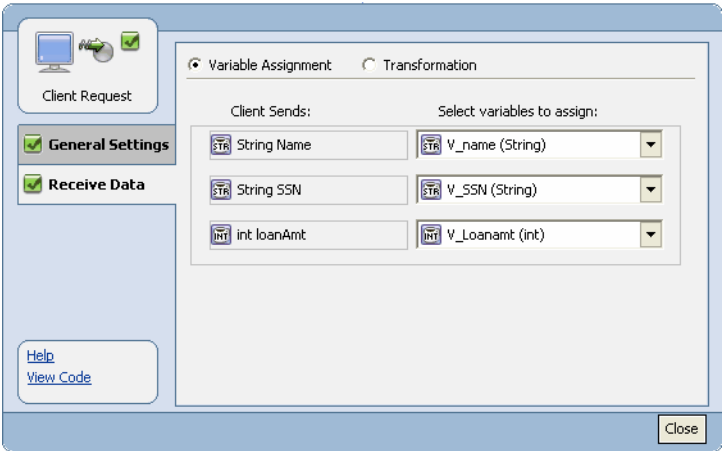 Client Request
General Settings
Receive Data
Help
View Code
Variable Assignment Transformation
Client Sends: Select variables to assign:
STR String Name STR V_name (String)
STR String SSN STR V_SSN (String)
INT int loanAmt INT V_Loanamt (int)
Close